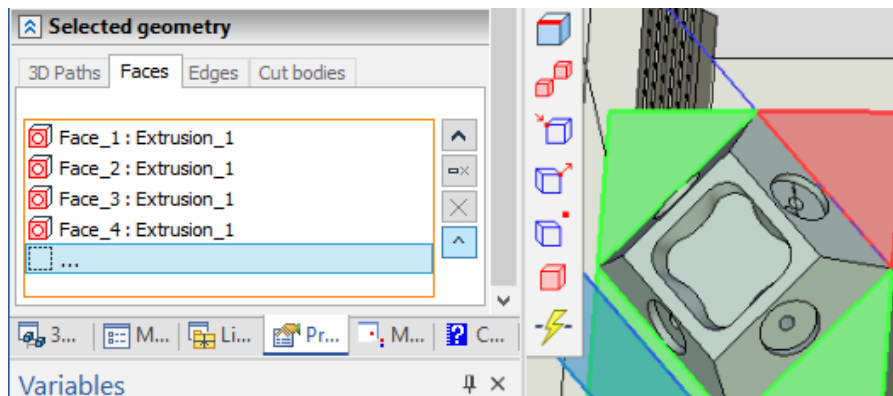 Selected geometry
3D Paths Faces Edges Cut bodies
Face_1 : Extrusion_1
Face_2 : Extrusion_1
Face_3 : Extrusion_1
Face_4 : Extrusion_1
...
3... M... Li... Pr... M... C...
Variables